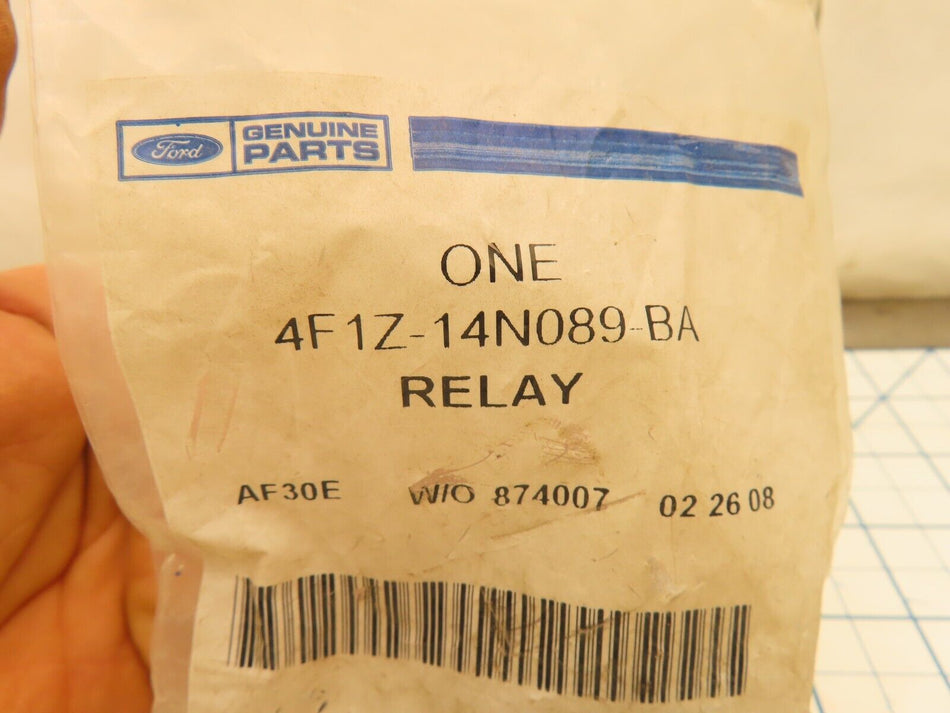 Ford GENUINE
PARTS
ONE
4F1Z-14N089-BA
RELAY
AF30E W/O 874007 02 26 08